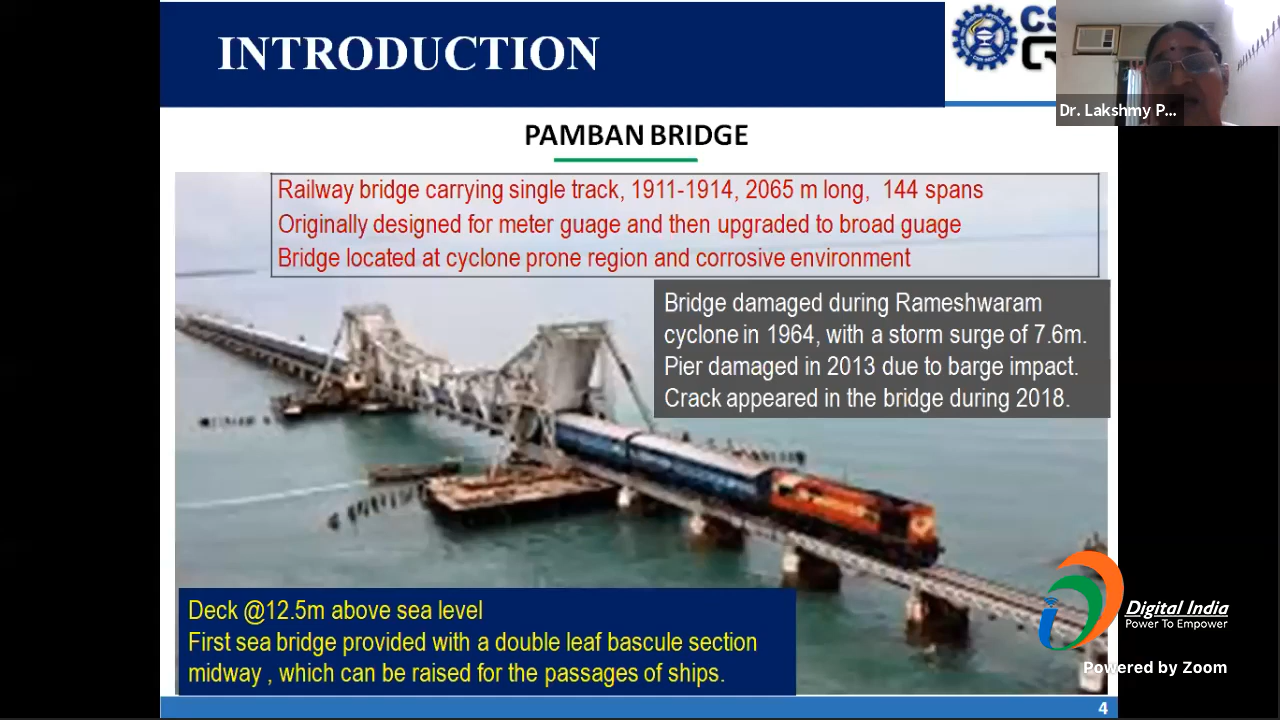 INTRODUCTION
CS
Dr. Lakshmy P...
PAMBAN BRIDGE
Railway bridge carrying single track, 1911-1914, 2065 m long, 144 spans
Originally designed for meter guage and then upgraded to broad guage
Bridge located at cyclone prone region and corrosive environment
Bridge damaged during Rameshwaram
cyclone in 1964, with a storm surge of 7.6m.
Pier damaged in 2013 due to barge impact.
Crack appeared in the bridge during 2018.
Deck @12.5m above sea level
First sea bridge provided with a double leaf bascule section
midway , which can be raised for the passages of ships.
Digital India
Power To Empower
Powered by Zoom
4